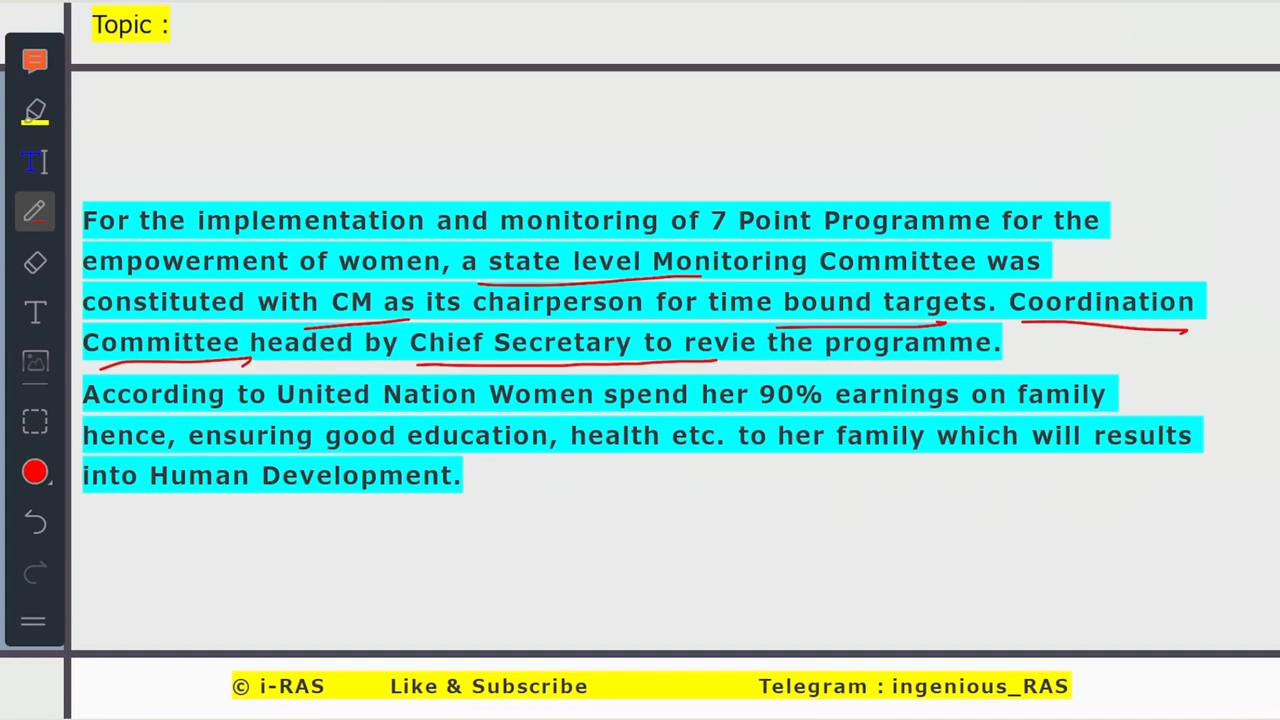 Topic :
For the implementation and monitoring of 7 Point Programme for the
empowerment of women, a state level Monitoring Committee was
constituted with CM as its chairperson for time bound targets. Coordination
Committee headed by Chief Secretary to revie the programme.
According to United Nation Women spend her 90% earnings on family
hence, ensuring good education, health etc. to her family which will results
into Human Development.
© i-RAS Like & Subscribe Telegram : ingenious_RAS